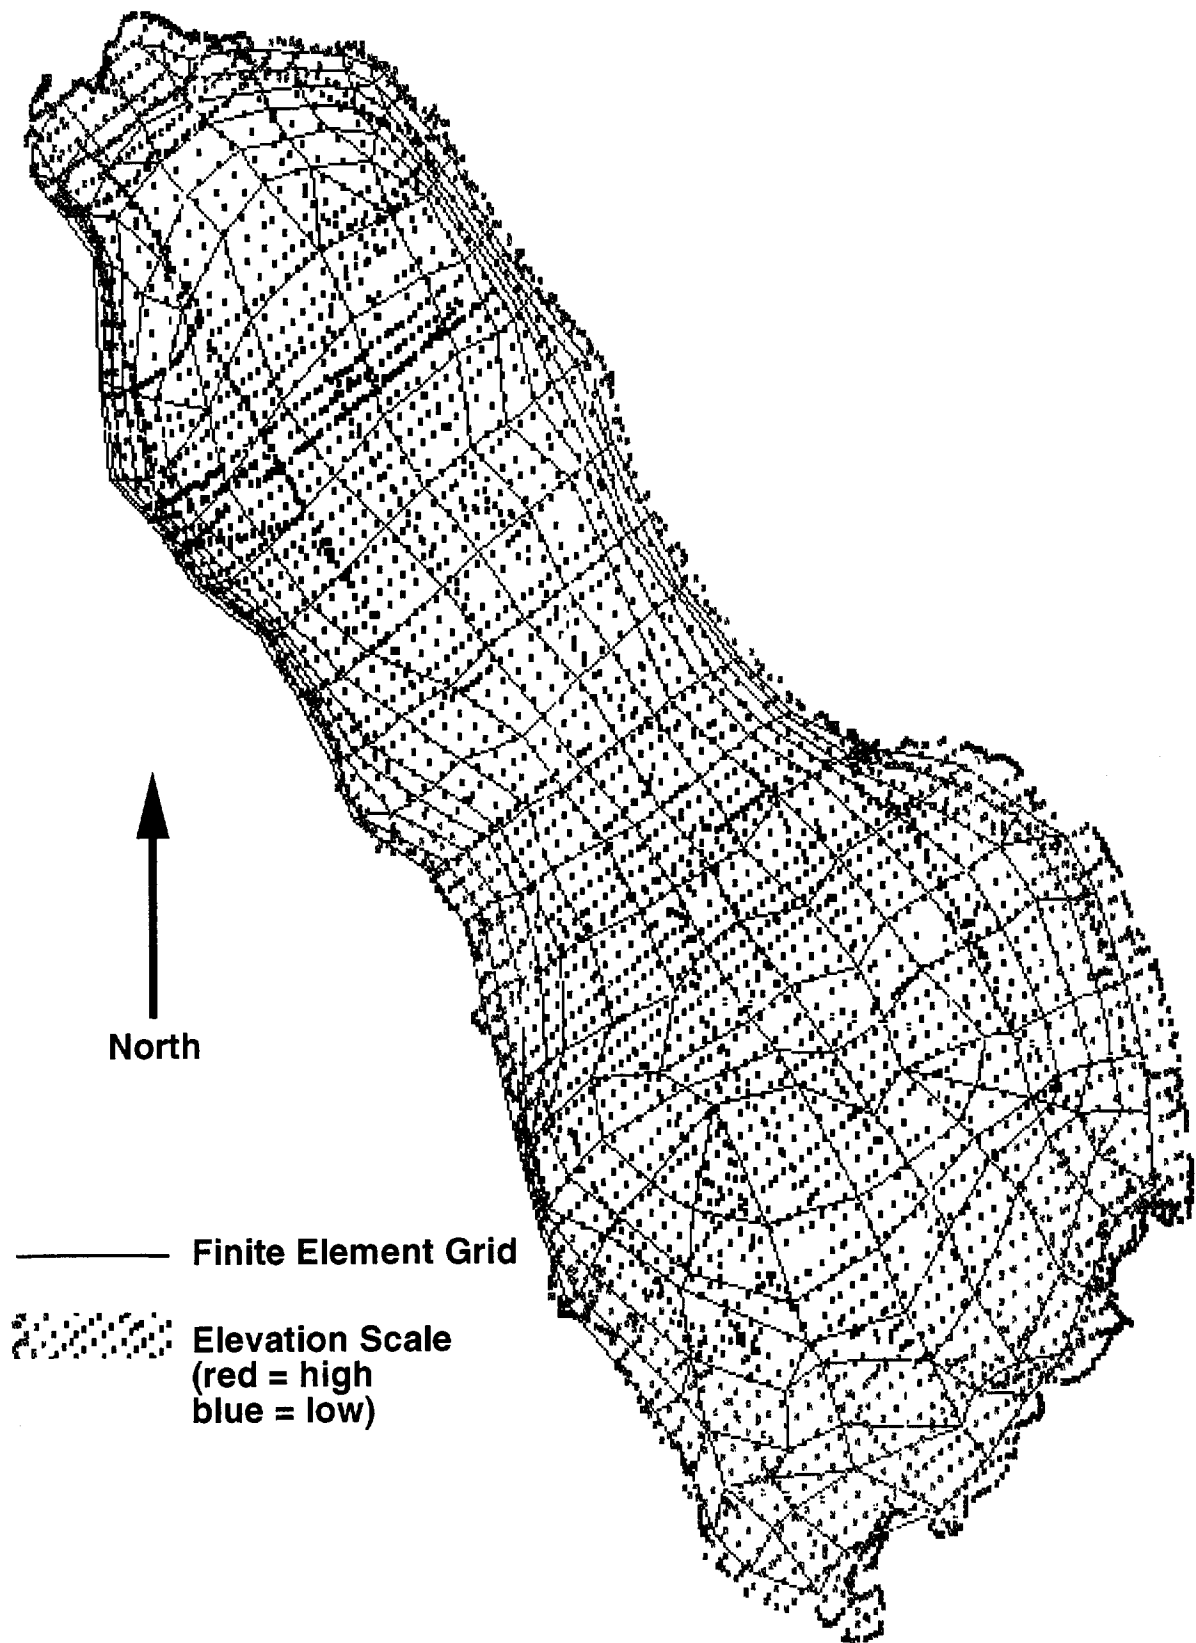 North
Finite Element Grid
Elevation Scale
(red = high
blue = low)